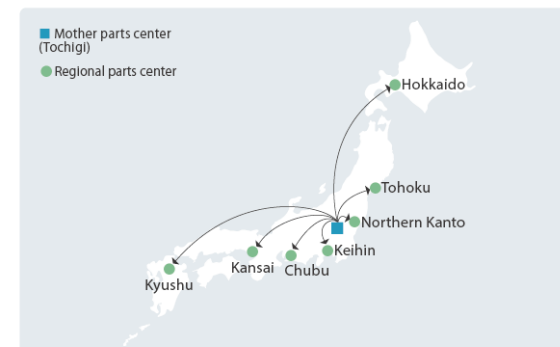 Mother parts center
(Tochigi)
Regional parts center
Hokkaido
Tohoku
Northern Kanto
Keihin
Chubu
Kansai
Kyushu